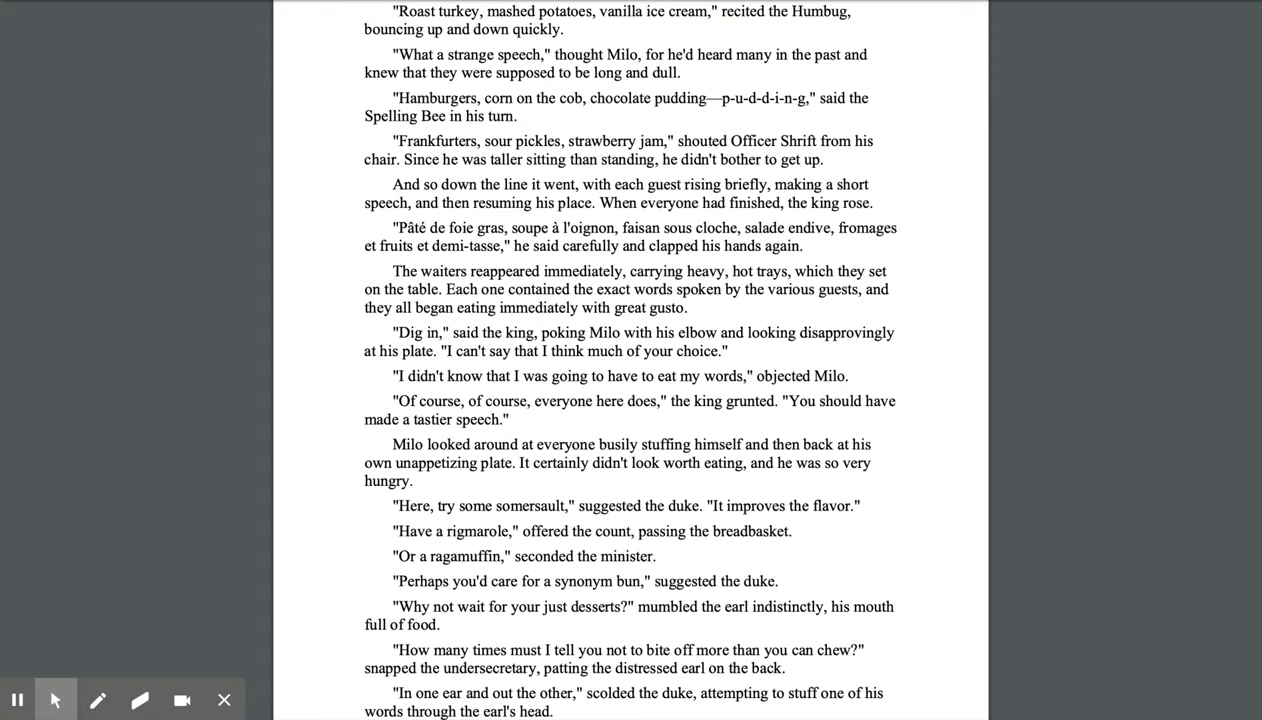 "Roast turkey, mashed potatoes, vanilla ice cream," recited the Humbug,
bouncing up and down quickly.
"What a strange speech," thought Milo, for he'd heard many in the past and
knew that they were supposed to be long and dull.
"Hamburgers, corn on the cob, chocolate pudding—p-u-d-d-i-n-g," said the
Spelling Bee in his turn.
"Frankfurters, sour pickles, strawberry jam," shouted Officer Shrift from his
chair. Since he was taller sitting than standing, he didn't bother to get up.
And so down the line it went, with each guest rising briefly, making a short
speech, and then resuming his place. When everyone had finished, the king rose.
"Pâté de foie gras, soupe à l'oignon, faisan sous cloche, salade endive, fromages
et fruits et demi-tasse," he said carefully and clapped his hands again.
The waiters reappeared immediately, carrying heavy, hot trays, which they set
on the table. Each one contained the exact words spoken by the various guests, and
they all began eating immediately with great gusto.
"Dig in," said the king, poking Milo with his elbow and looking disapprovingly
at his plate. "I can't say that I think much of your choice."
"I didn't know that I was going to have to eat my words," objected Milo.
"Of course, of course, everyone here does," the king grunted. "You should have
made a tastier speech."
Milo looked around at everyone busily stuffing himself and then back at his
own unappetizing plate. It certainly didn't look worth eating, and he was so very
hungry.
"Here, try some somersault," suggested the duke. "It improves the flavor."
"Have a rigmarole," offered the count, passing the breadbasket.
"Or a ragamuffin," seconded the minister.
"Perhaps you'd care for a synonym bun," suggested the duke.
"Why not wait for your just desserts?" mumbled the earl indistinctly, his mouth
full of food.
"How many times must I tell you not to bite off more than you can chew?"
snapped the undersecretary, patting the distressed earl on the back.
"In one ear and out the other," scolded the duke, attempting to stuff one of his
words through the earl's head.